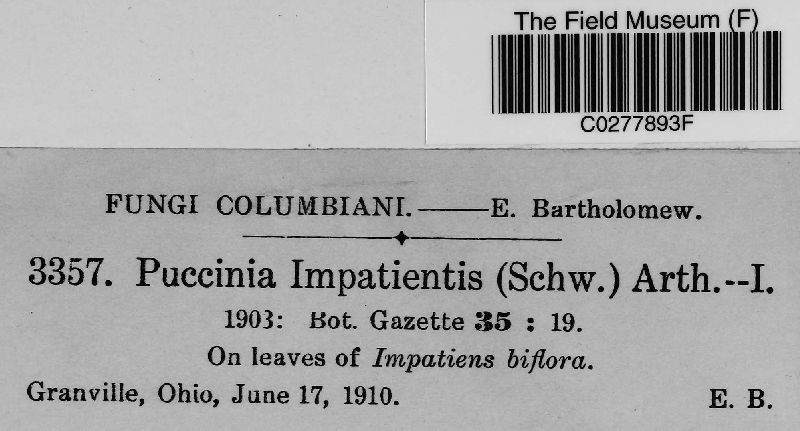 The Field Museum (F)
C0277893F
FUNGI COLUMBIANI.——E. Bartholomew.
3357. Puccinia Impatientis (Schw.) Arth.--I.
1903: Bot. Gazette 35 : 19.
On leaves of Impatiens biflora.
Granville, Ohio, June 17, 1910. E. B.